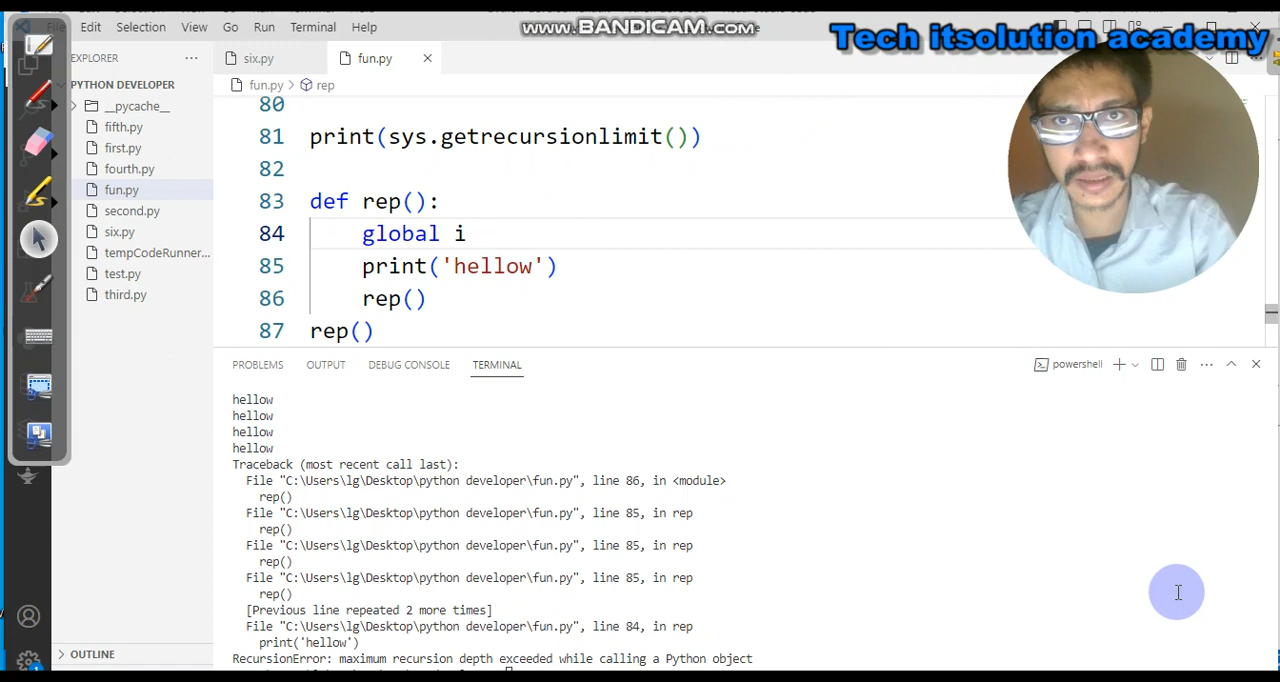 File Edit Selection View Go Run Terminal Help
WWW.BANDICAM.COM
Tech itsolution academy
EXPLORER
six.py
fun.py
fun.py > rep
PYTHON DEVELOPER
__pycache__
fifth.py
first.py
fourth.py
fun.py
second.py
six.py
tempCodeRunner...
test.py
third.py
OUTLINE
80
81 print(sys.getrecursionlimit())
82
83 def rep():
84 global i
85 print('hellow')
86 rep()
87 rep()
PROBLEMS OUTPUT DEBUG CONSOLE TERMINAL
powershell
hellow
hellow
hellow
hellow
Traceback (most recent call last):
File "C:\Users\lg\Desktop\python developer\fun.py", line 86, in <module>
rep()
File "C:\Users\lg\Desktop\python developer\fun.py", line 85, in rep
rep()
File "C:\Users\lg\Desktop\python developer\fun.py", line 85, in rep
rep()
File "C:\Users\lg\Desktop\python developer\fun.py", line 85, in rep
rep()
[Previous line repeated 2 more times]
File "C:\Users\lg\Desktop\python developer\fun.py", line 84, in rep
print('hellow')
RecursionError: maximum recursion depth exceeded while calling a Python object